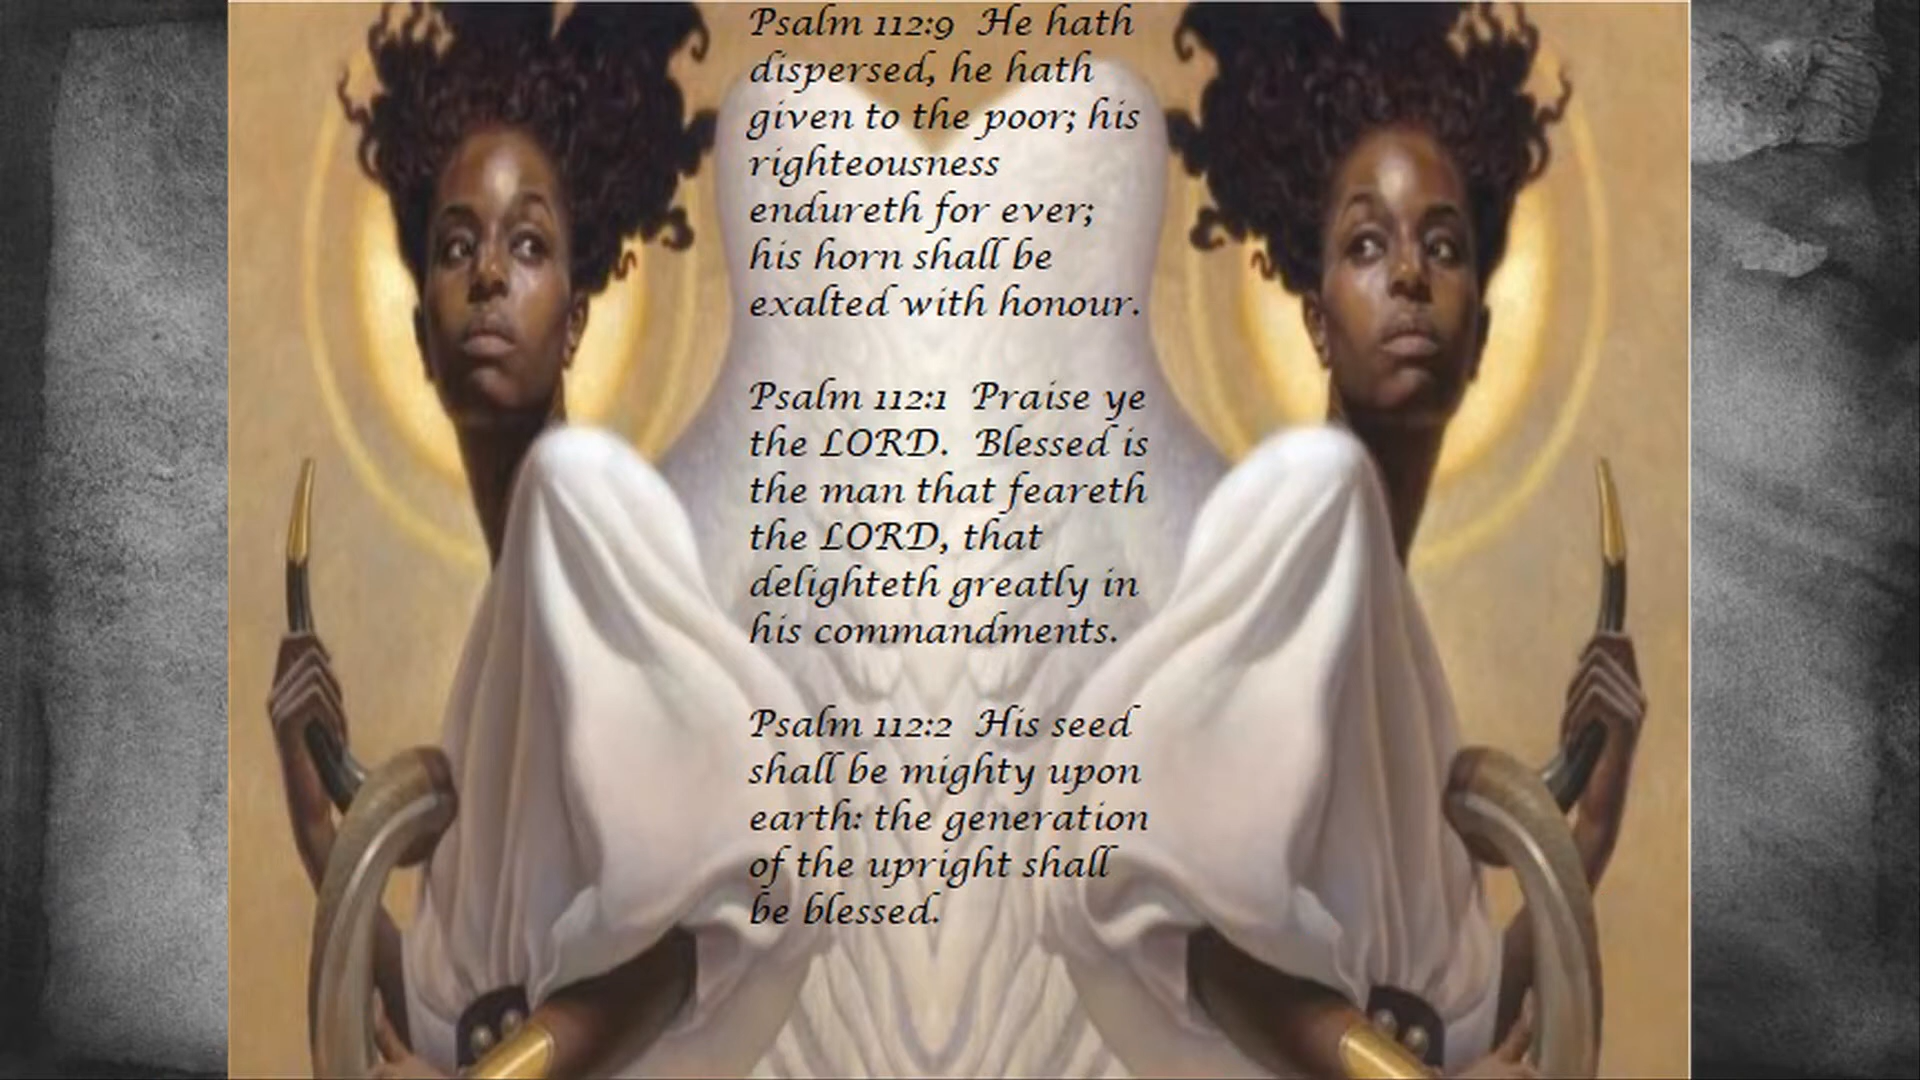 Psalm 112:9  He hath
dispersed, he hath
given to the poor; his
righteousness
endureth for ever;
his horn shall be
exalted with honour.
Psalm 112:1  Praise ye
the LORD.  Blessed is
the man that feareth
the LORD, that
delighteth greatly in
his commandments.
Psalm 112:2  His seed
shall be mighty upon
earth: the generation
of the upright shall
be blessed.